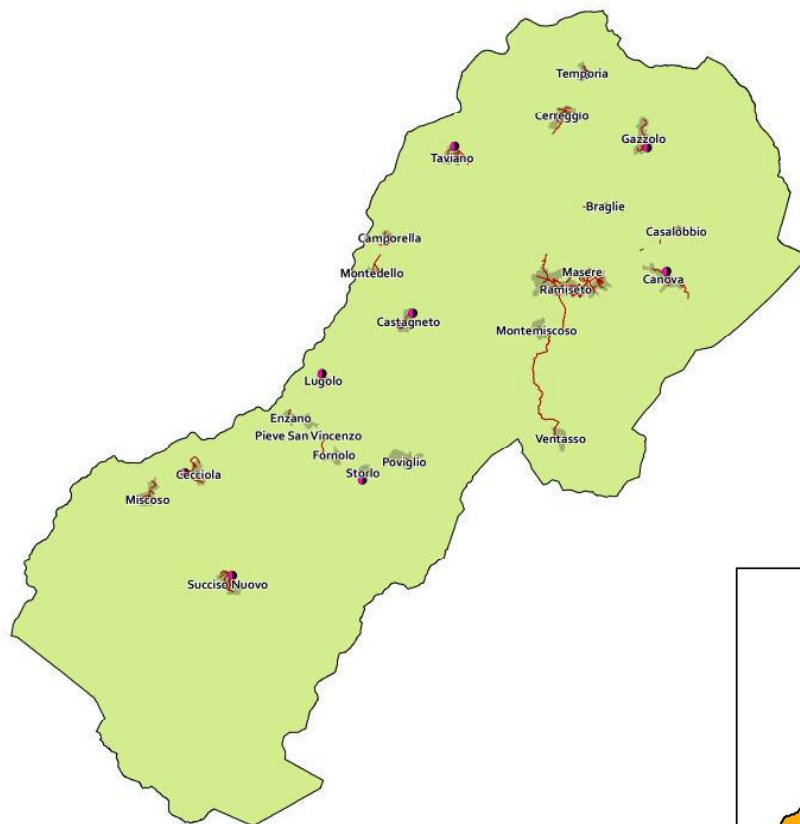 Temporia
Cerreggio
Gazzolo
Taviano
Braglie
Casalobbio
Camporella
Montedello
Masere
Canova
Ramiseto
Castagneto
Montemiscoso
Lugolo
Enzano
Pieve San Vincenzo
Ventasso
Fornolo
Poviglio
Storlo
Cecciola
Miscoso
Succiso Nuovo